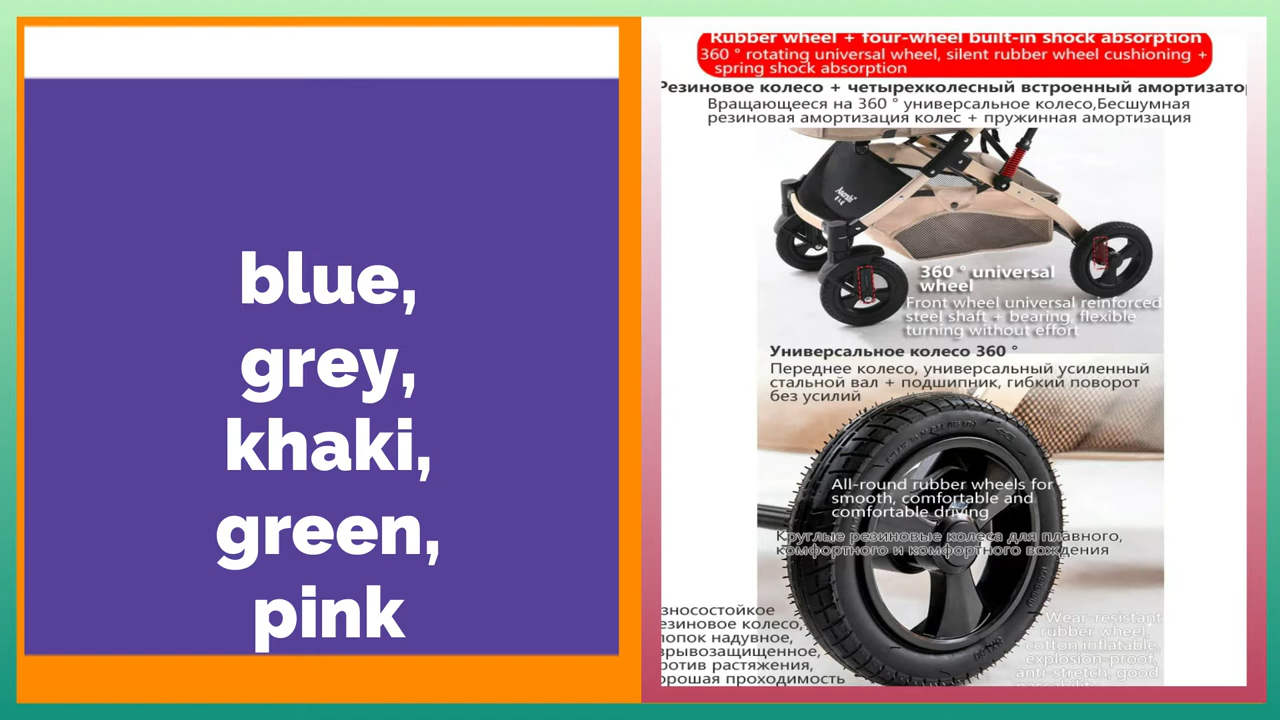 blue,
grey,
khaki,
green,
pink
Rubber wheel + four-wheel built-in shock absorption
360 ° rotating universal wheel, silent rubber wheel cushioning +
spring shock absorption
Резиновое колесо + четырехколесный встроенный амортизато
Вращающееся на 360 ° универсальное колесо,Бесшумная
резиновая амортизация колес + пружинная амортизация
360 ° universal
wheel
Front wheel universal reinforced
steel shaft + bearing, flexible
turning without effort
Универсальное колесо 360 °
Переднее колесо, универсальный усиленный
стальной вал + подшипник, гибкий поворот
без усилий
All-round rubber wheels for
smooth, comfortable and
comfortable driving
Круглые резиновые колеса для плавного,
комфортного и комфортного вождения
зносостойкое
езиновое колесо,
лопок надувное,
зрывозащищенное,
ротив растяжения,
орошая проходимость
Wear-resistant
rubber wheel,
cotton inflatable,
explosion-proof,
anti-stretch, good